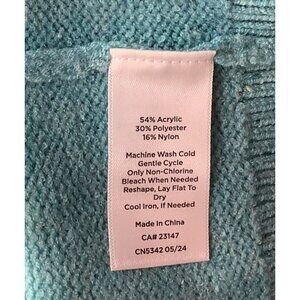 54% Acrylic
30% Polyester
16% Nylon
Machine Wash Cold
Gentle Cycle
Only Non-Chlorine
Bleach When Needed
Reshape, Lay Flat To
Dry
Cool Iron, If Needed
Made in China
CA# 23147
CN5342 05/24